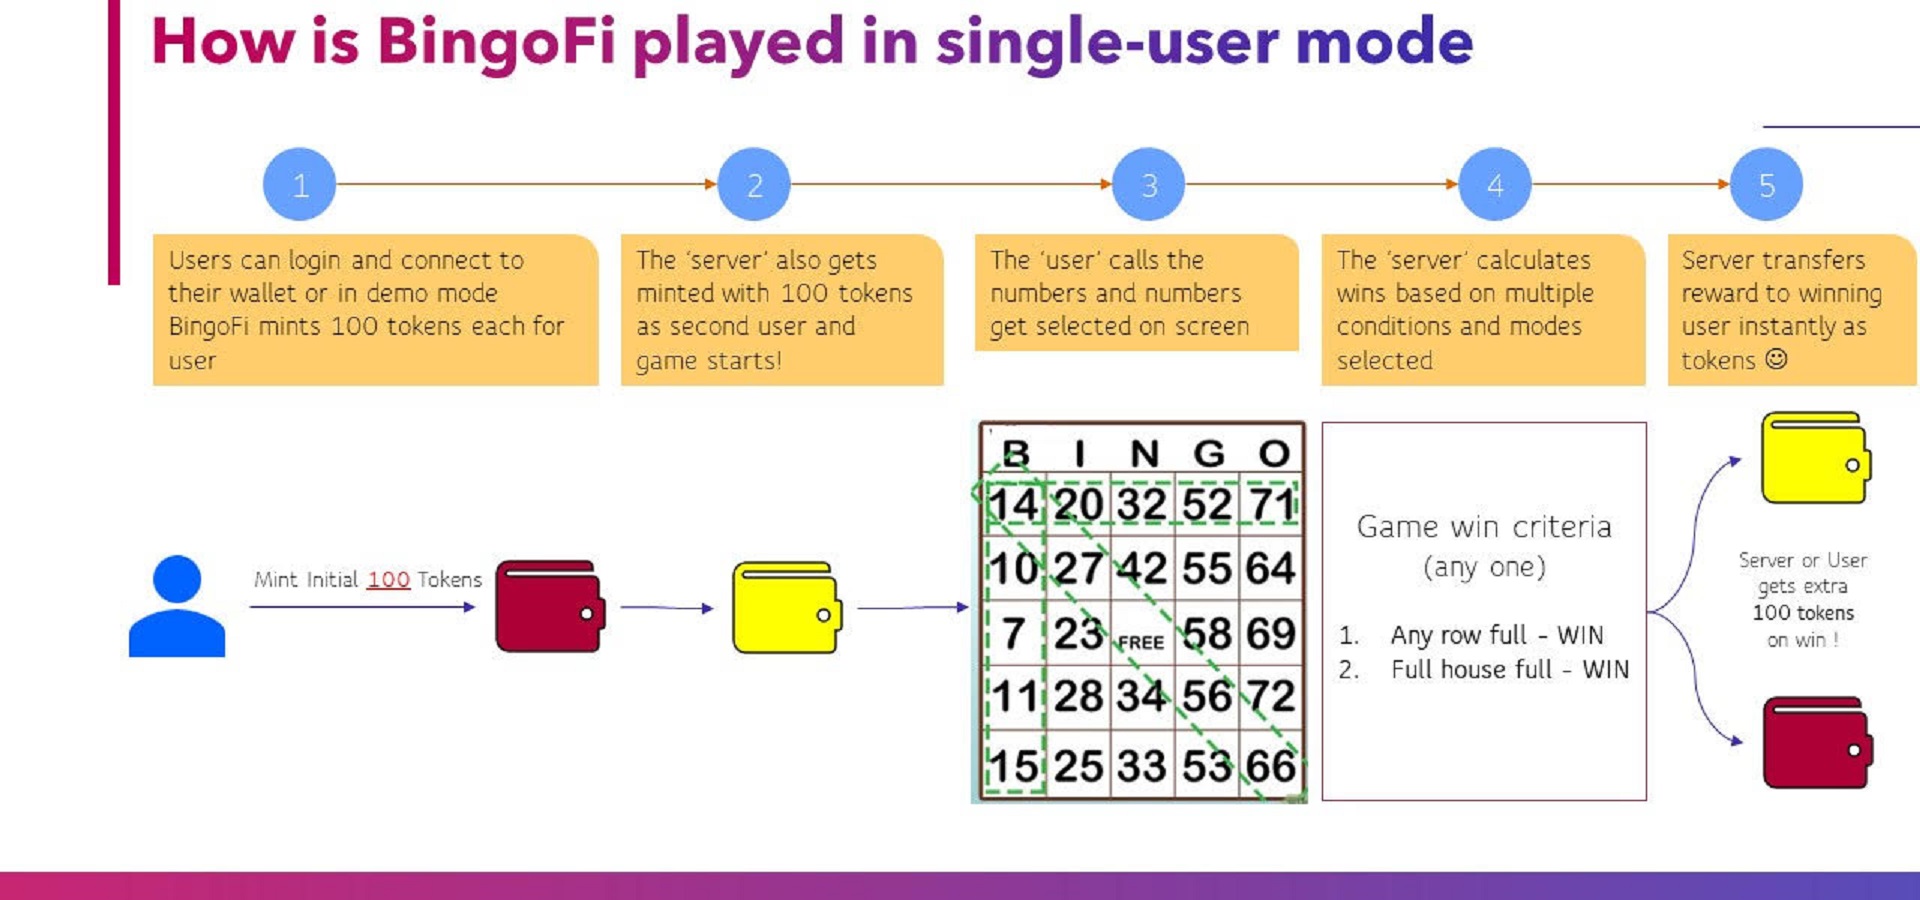 How is BingoFi played in single-user mode
1
2
3
4
5
Users can login and connect to
their wallet or in demo mode
BingoFi mints 100 tokens each for
user
The ‘server’ also gets
minted with 100 tokens
as second user and
game starts!
The ‘user’ calls the
numbers and numbers
get selected on screen
The ‘server’ calculates
wins based on multiple
conditions and modes
selected
Server transfers
reward to winning
user instantly as
tokens ☺
Mint Initial 100 Tokens
B I N G O
14 20 32 52 71
10 27 42 55 64
7 23 FREE 58 69
11 28 34 56 72
15 25 33 53 66
Game win criteria
(any one)
1. Any row full - WIN
2. Full house full - WIN
Server or User
gets extra
100 tokens
on win !